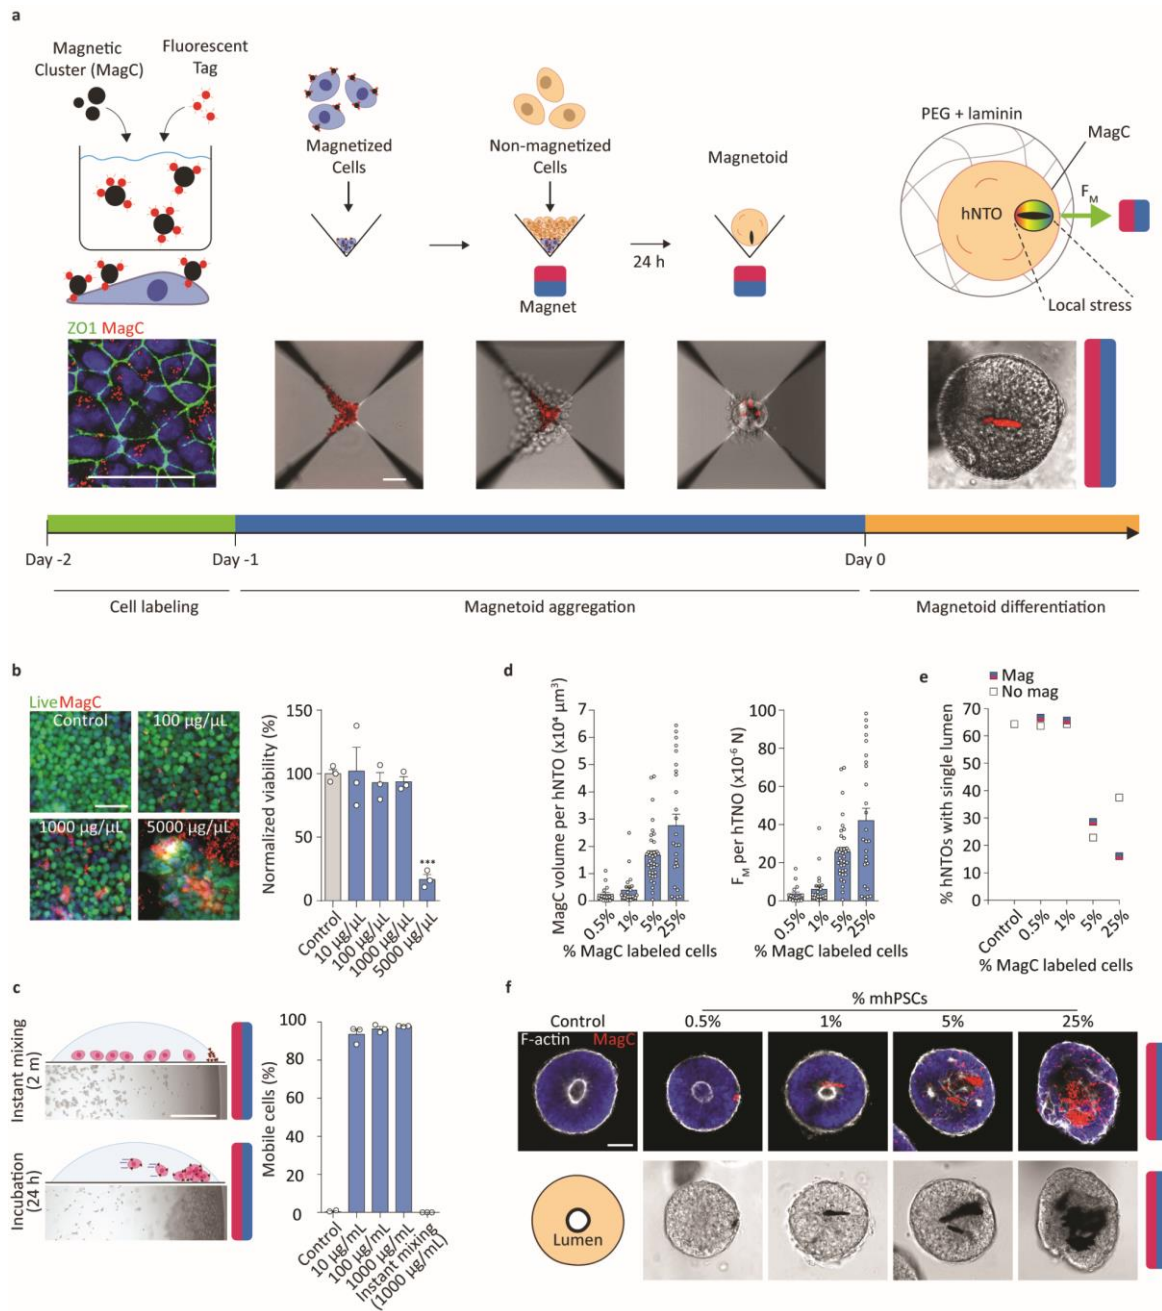 a
Magnetic
Cluster (MagC)
Fluorescent
Tag
Magnetized
Cells
Non-magnetized
Cells
Magnet
24 h
Magnetoid
PEG + laminin
MagC
hNTO
F_M
Local stress
ZO1 MagC
Day -2
Day -1
Day 0
Cell labeling
Magnetoid aggregation
Magnetoid differentiation
b
Live MagC
Control
100 µg/µL
1000 µg/µL
5000 µg/µL
Normalized viability (%)
150
100
50
0
***
Control
10 µg/µL
100 µg/µL
1000 µg/µL
5000 µg/µL
c
Instant mixing
(2 m)
Incubation
(24 h)
Mobile cells (%)
100
80
60
40
20
0
Control
10 µg/mL
100 µg/mL
1000 µg/mL
Instant mixing
(1000 µg/mL)
d
MagC volume per hNTO (x10⁴ µm³)
7
6
5
4
3
2
1
0
0.5%
1%
5%
25%
% MagC labeled cells
F_M per hTNO (x10⁻⁶ N)
100
80
60
40
20
0
0.5%
1%
5%
25%
% MagC labeled cells
e
Mag
No mag
% hNTOs with single lumen
70
60
50
40
30
20
10
0
Control
0.5%
1%
5%
25%
% MagC labeled cells
f
% mhPSCs
Control
0.5%
1%
5%
25%
F-actin
MagC
Lumen